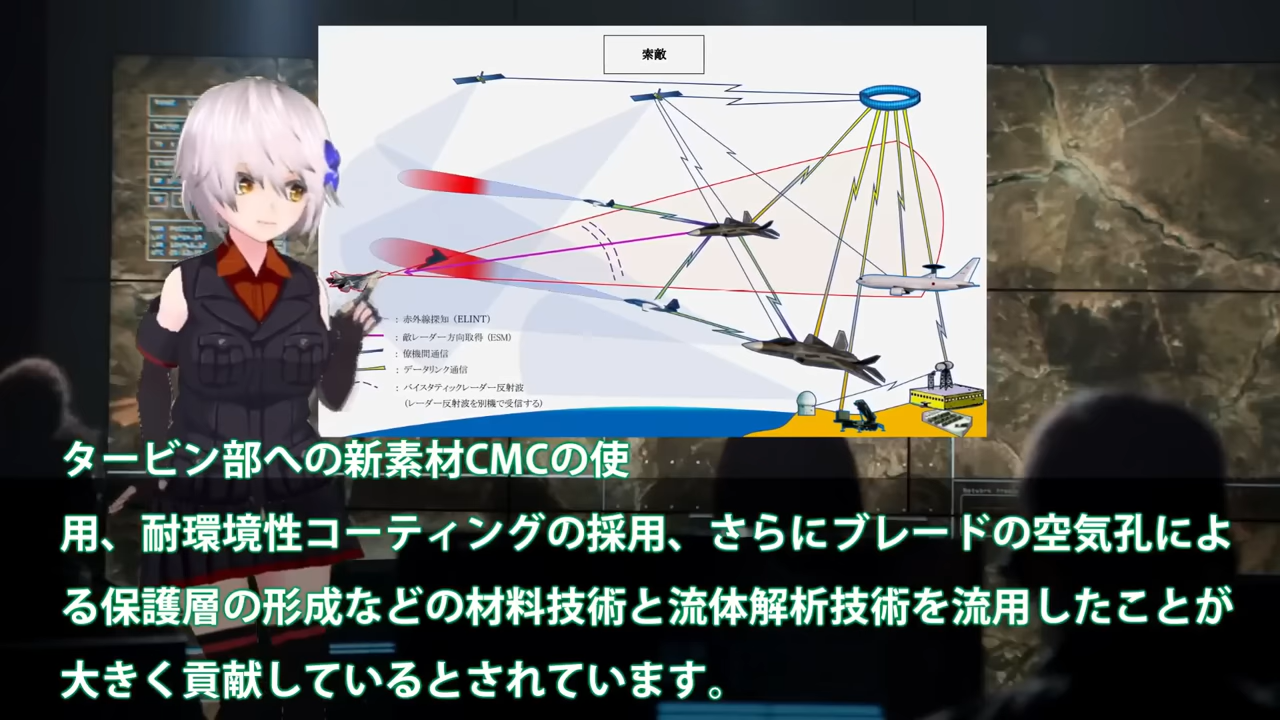 索敵
：赤外線探知（ELINT）
：敵レーダー方向取得（ESM）
：僚機間通信
：データリンク通信
：バイスタティックレーダー反射波
（レーダー反射波を別機で受信する）
タービン部への新素材CMCの使
用、耐環境性コーティングの採用、さらにブレードの空気孔によ
る保護層の形成などの材料技術と流体解析技術を流用したことが
大きく貢献しているとされています。